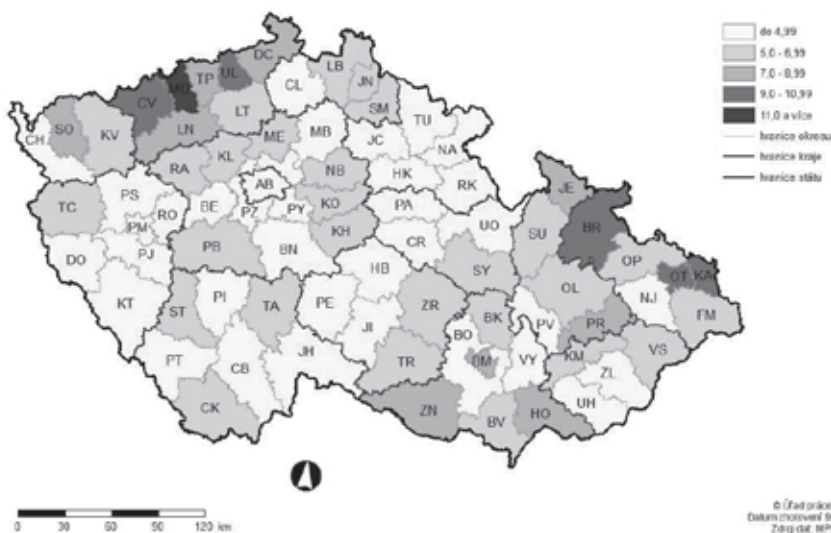 do 4,99
5,0 - 6,99
7,0 - 8,99
9,0 - 10,99
11,0 a více
hranice okresu
hranice kraje
hranice státu
DC
LB
JN
SM
UL
TP
CL
CV
LT
LN
SO
KV
CH
ME
MB
JC
TU
NA
RA
KL
NB
HK
RK
TC
PS
RO
PM
PJ
BE
AB
PZ
PY
KO
PA
JE
BR
DO
PB
BN
KH
CR
UO
SU
OP
OT
KA
KT
HB
SY
OL
NJ
FM
ST
PI
TA
PE
JI
ZR
BO
BK
PV
PR
VS
PT
CB
JH
TR
BM
VY
KM
ZL
CK
ZN
BV
HO
UH
0 30 60 90 120 km
© Úřad práce
Zdroj dat: